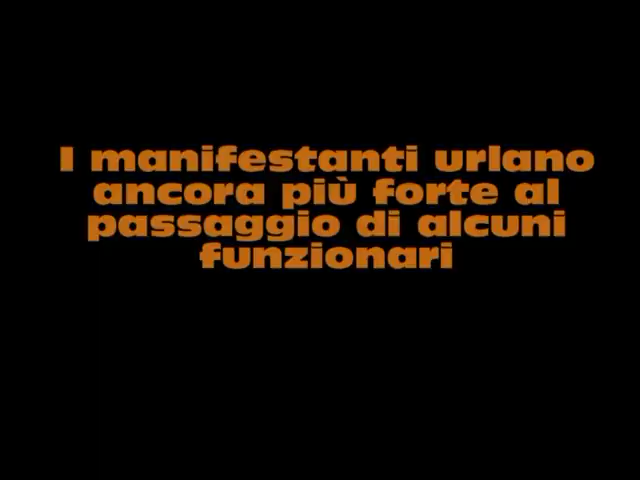 I manifestanti urlano
ancora più forte al
passaggio di alcuni
funzionari